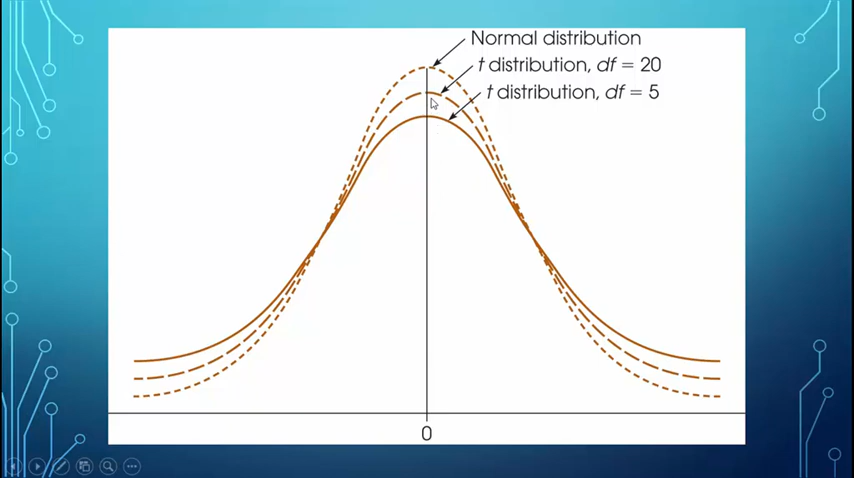 Normal distribution
t distribution, df = 20
t distribution, df = 5
0